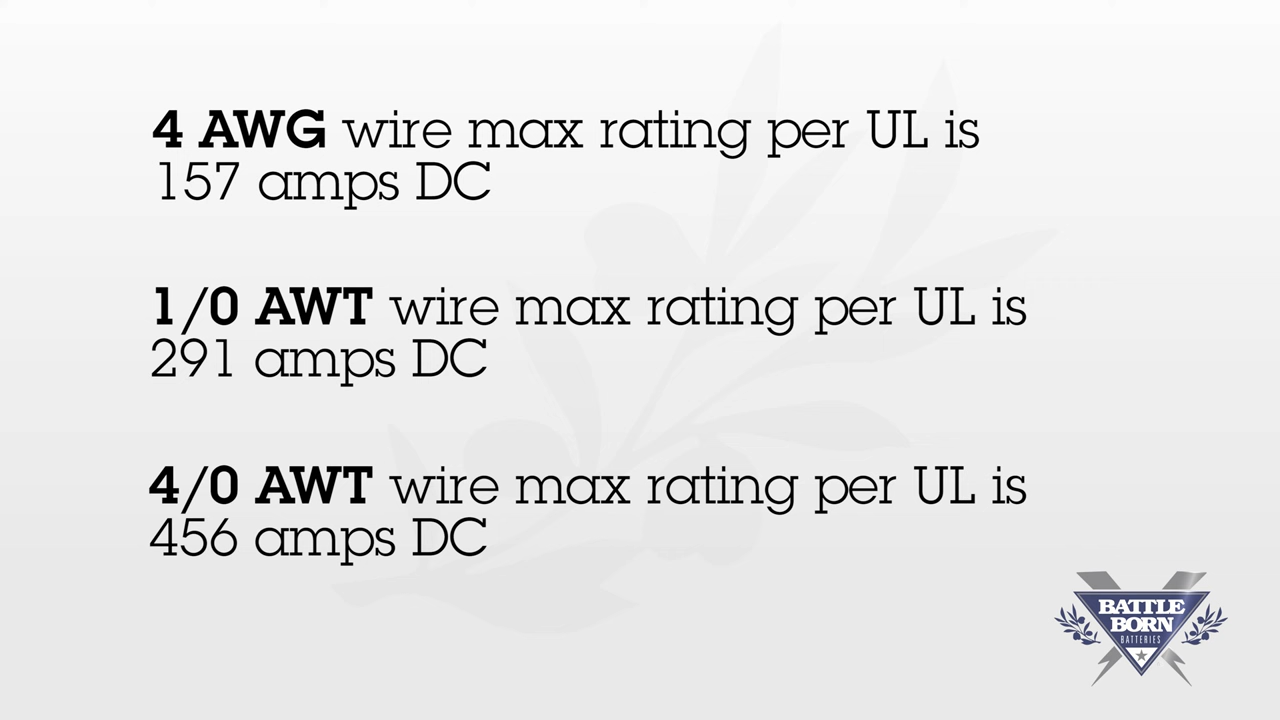 4 AWG wire max rating per UL is
157 amps DC
1/0 AWT wire max rating per UL is
291 amps DC
4/0 AWT wire max rating per UL is
456 amps DC
BATTLE
BORN
BATTERIES